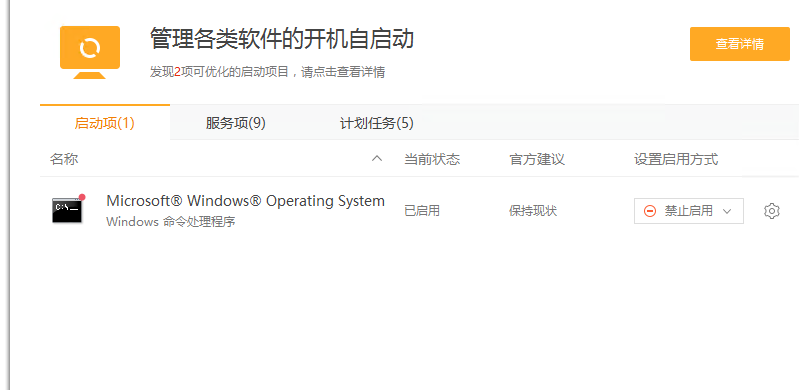 管理各类软件的开机自启动
查看详情
发现2项可优化的启动项目，请点击查看详情
启动项(1) 服务项(9) 计划任务(5)
名称 当前状态 官方建议 设置启用方式
C:\_
Microsoft® Windows® Operating System
Windows 命令处理程序
已启用 保持现状 禁止启用